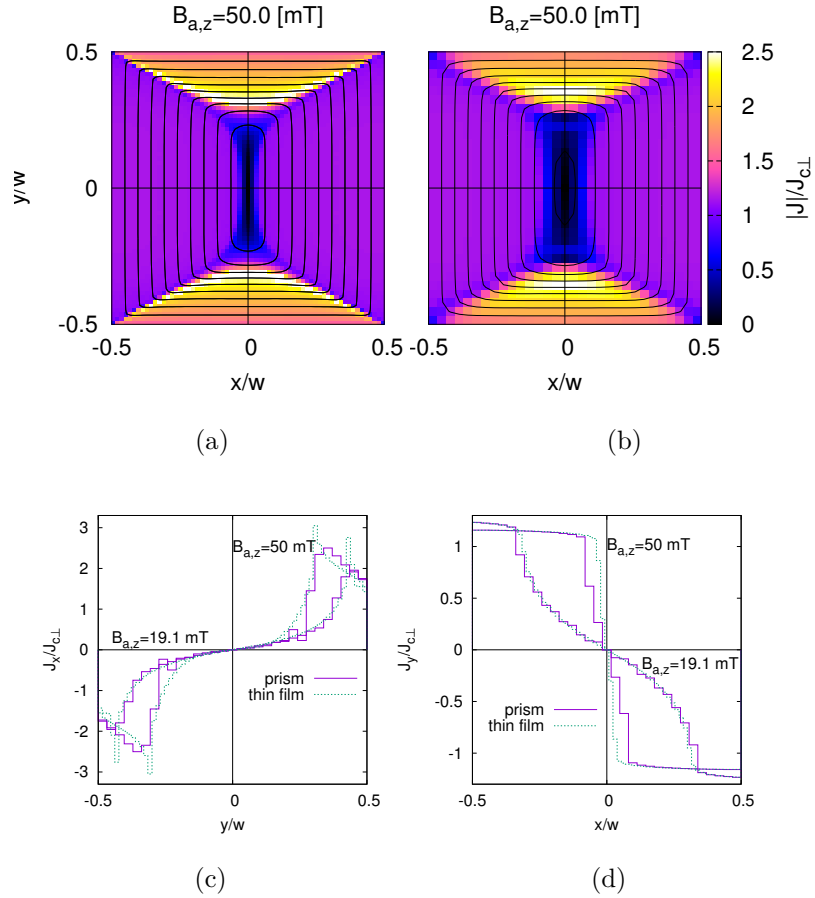 B_{a,z}=50.0 [mT]
B_{a,z}=50.0 [mT]
0.5
0
-0.5
y/w
-0.5
0
0.5
x/w
-0.5
0
0.5
x/w
2.5
2
1.5
1
0.5
0
|J|/J_{c⊥}
(a)
(b)
3
2
1
0
-1
-2
-3
J_x/J_{c⊥}
B_{a,z}=50 mT
B_{a,z}=19.1 mT
prism
thin film
-0.5
0
0.5
y/w
1
0.5
0
-0.5
-1
J_y/J_{c⊥}
B_{a,z}=50 mT
B_{a,z}=19.1 mT
prism
thin film
-0.5
0
0.5
x/w
(c)
(d)